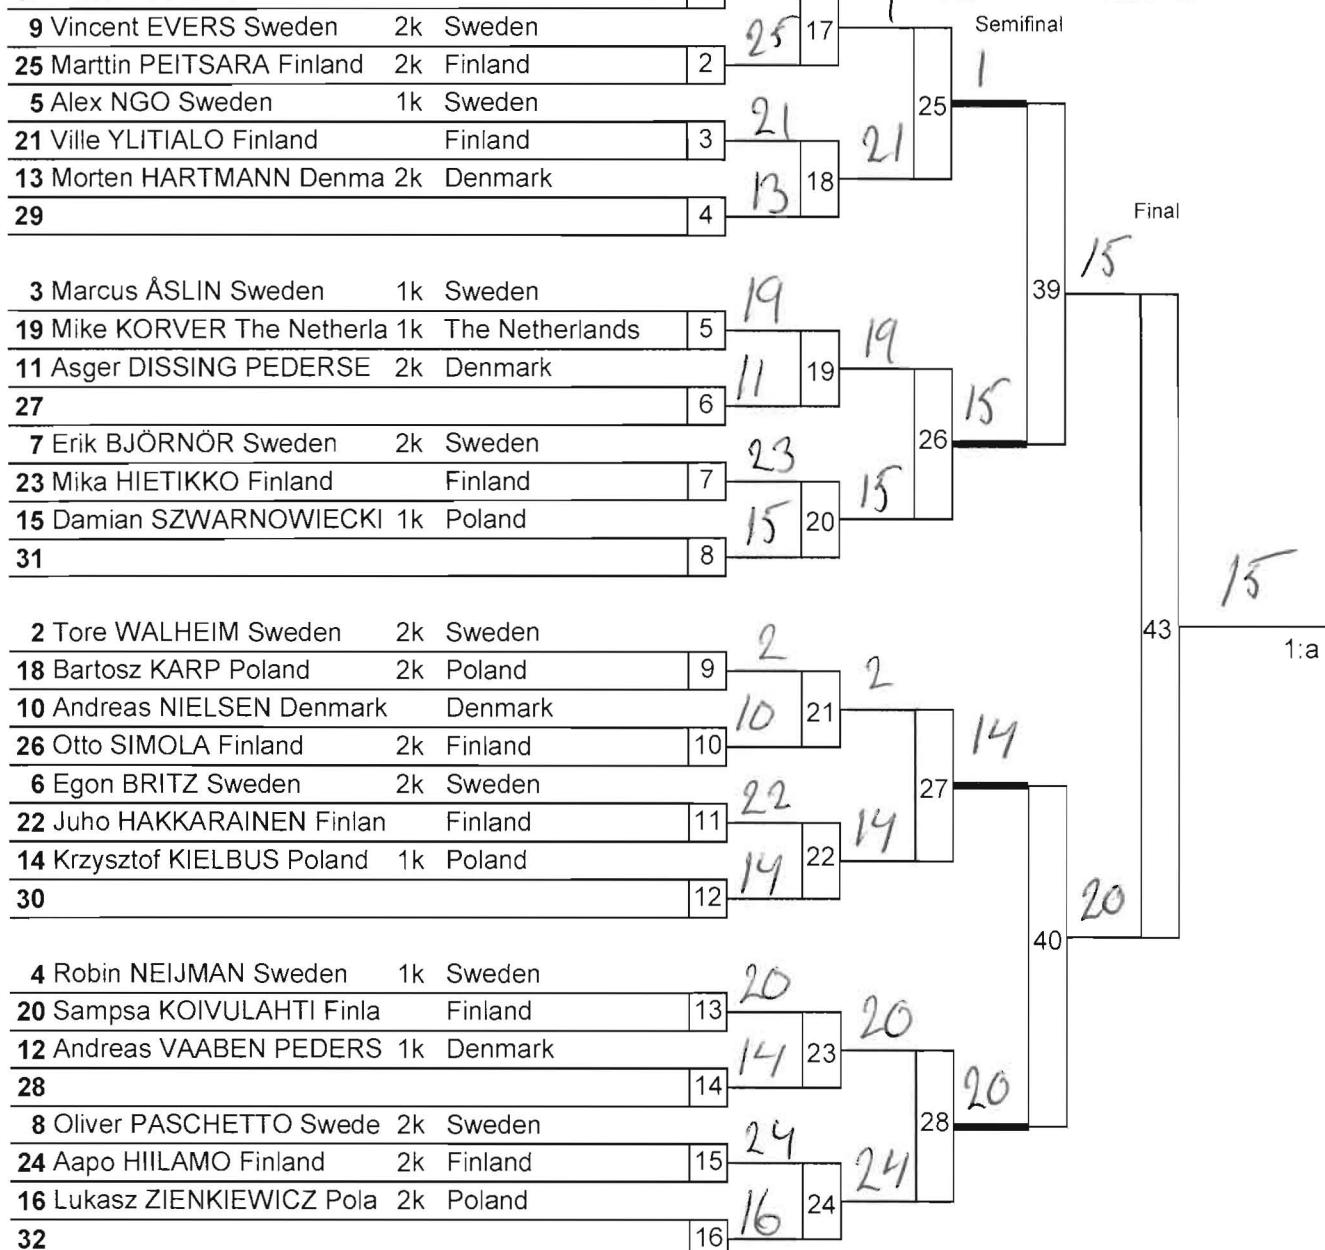 Semifinal
9 Vincent EVERS Sweden 2k Sweden 25 17
25 Marttin PEITSARA Finland 2k Finland 2 1
5 Alex NGO Sweden 1k Sweden 21 25
21 Ville YLITIALO Finland Finland 3 21
13 Morten HARTMANN Denma 2k Denmark 13 18
29 4
Final
15
3 Marcus ÅSLIN Sweden 1k Sweden 19 39
19 Mike KORVER The Netherla 1k The Netherlands 5 19
11 Asger DISSING PEDERSE 2k Denmark 11 19
27 6 15
7 Erik BJÖRNÖR Sweden 2k Sweden 23 26
23 Mika HIETIKKO Finland Finland 7 15
15 Damian SZWARNOWIECKI 1k Poland 15 20
31 8
15
2 Tore WALHEIM Sweden 2k Sweden 2 43
1:a
18 Bartosz KARP Poland 2k Poland 9 2
10 Andreas NIELSEN Denmark Denmark 10 21
26 Otto SIMOLA Finland 2k Finland 10 14
6 Egon BRITZ Sweden 2k Sweden 22 27
22 Juho HAKKARAINEN Finlan Finland 11 14
14 Krzysztof KIELBUS Poland 1k Poland 14 22
30 12 20
40
4 Robin NEIJMAN Sweden 1k Sweden 20
20 Sampsa KOIVULAHTI Finla Finland 13 20
12 Andreas VAABEN PEDERS 1k Denmark 14 23
28 14 20
8 Oliver PASCHETTO Swede 2k Sweden 24 28
24 Aapo HIILAMO Finland 2k Finland 15 24
16 Lukasz ZIENKIEWICZ Pola 2k Poland 16 24
32 16